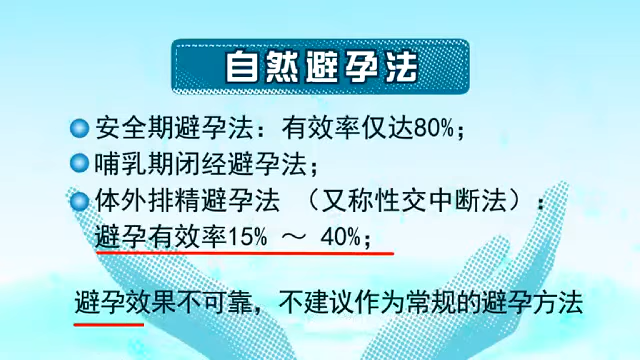 自然避孕法
安全期避孕法：有效率仅达80%；
哺乳期闭经避孕法；
体外排精避孕法 （又称性交中断法）：
避孕有效率15% ～ 40%；
避孕效果不可靠，不建议作为常规的避孕方法